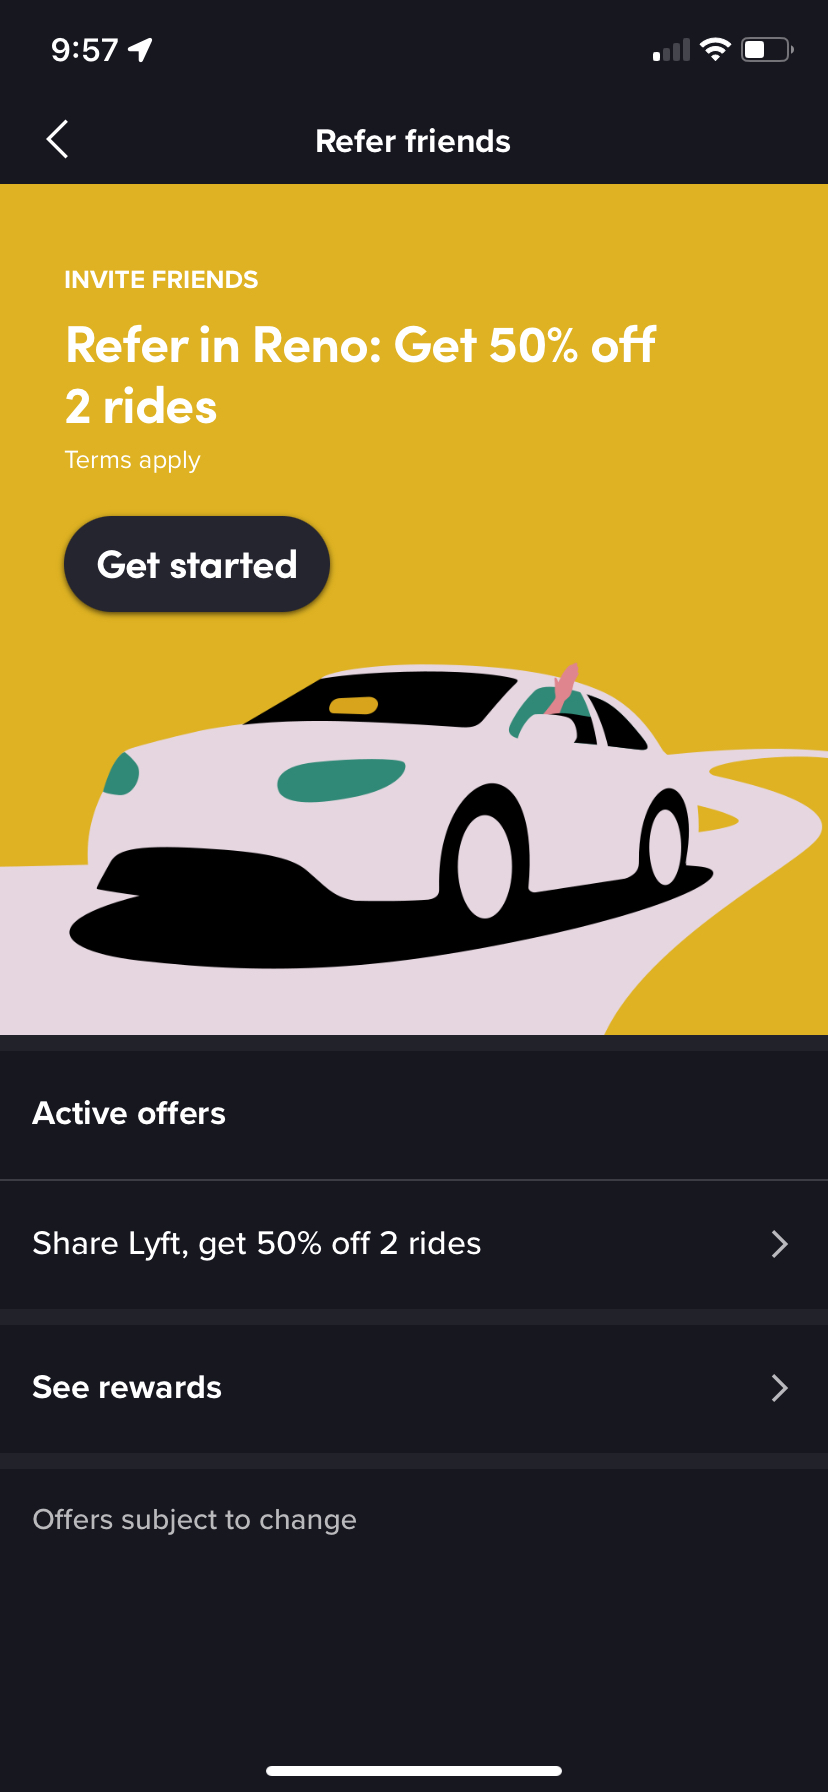 9:57
Refer friends
INVITE FRIENDS
Refer in Reno: Get 50% off
2 rides
Terms apply
Get started
Active offers
Share Lyft, get 50% off 2 rides
See rewards
Offers subject to change